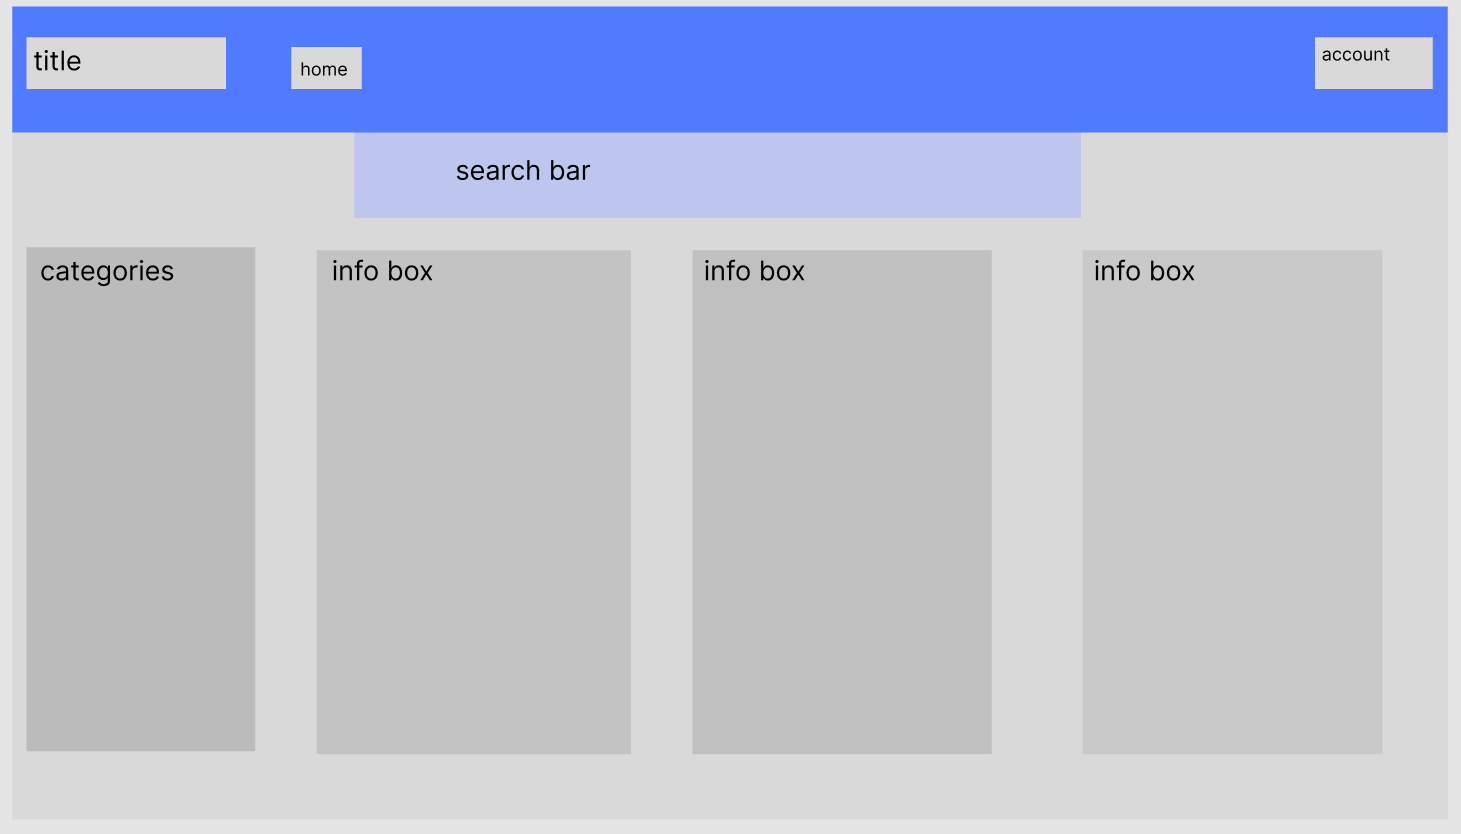 title
home
account
search bar
categories
info box
info box
info box